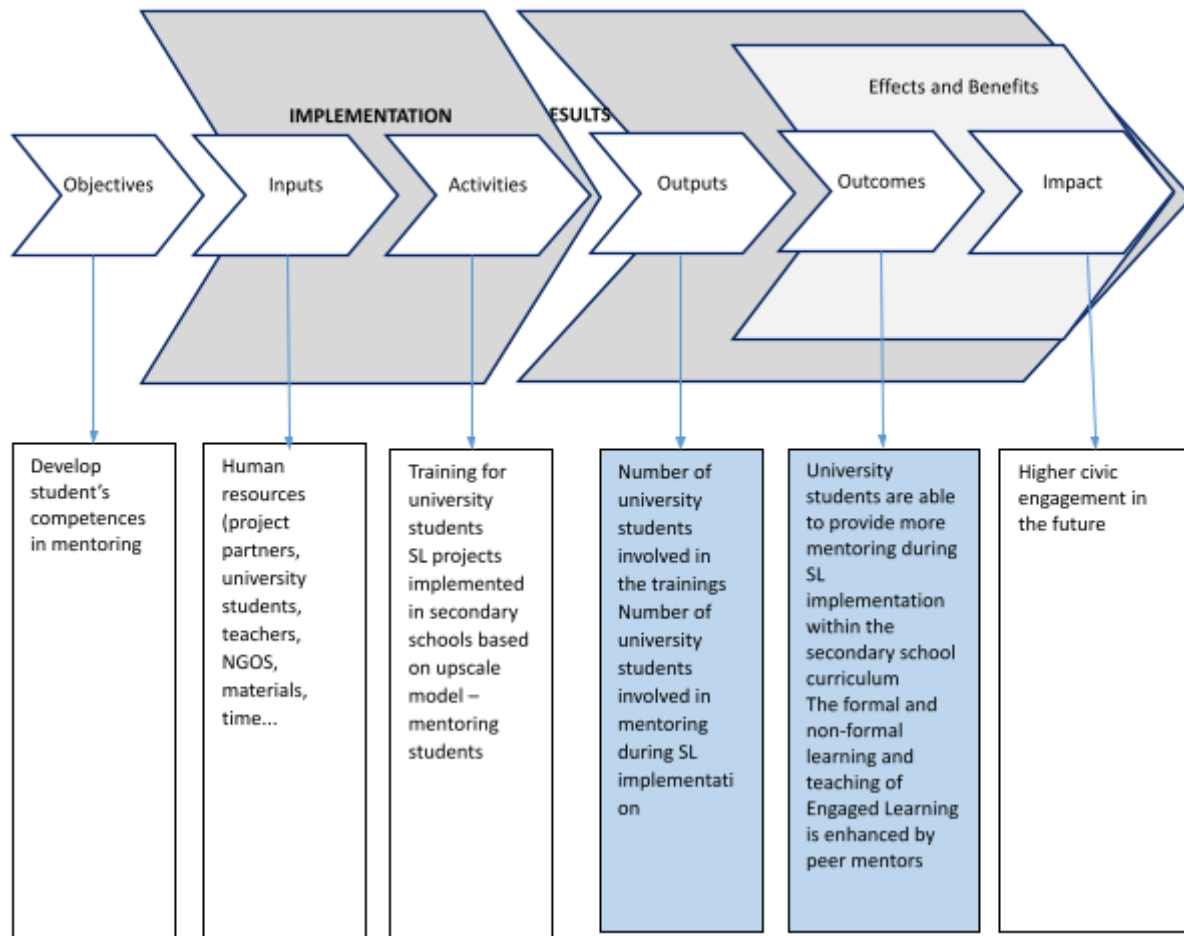 Effects and Benefits
IMPLEMENTATION
ESULTS
Objectives
Inputs
Activities
Outputs
Outcomes
Impact
Develop
student's
competences
in mentoring
Human
resources
(project
partners,
university
students,
teachers,
NGOS,
materials,
time...
Training for
university
students
SL projects
implemented
in secondary
schools based
on upscale
model –
mentoring
students
Number of
university
students
involved in
the trainings
Number of
university
students
involved in
mentoring
during SL
implementati
on
University
students are able
to provide more
mentoring during
SL
implementation
within the
secondary school
curriculum
The formal and
non-formal
learning and
teaching of
Engaged Learning
is enhanced by
peer mentors
Higher civic
engagement in
the future